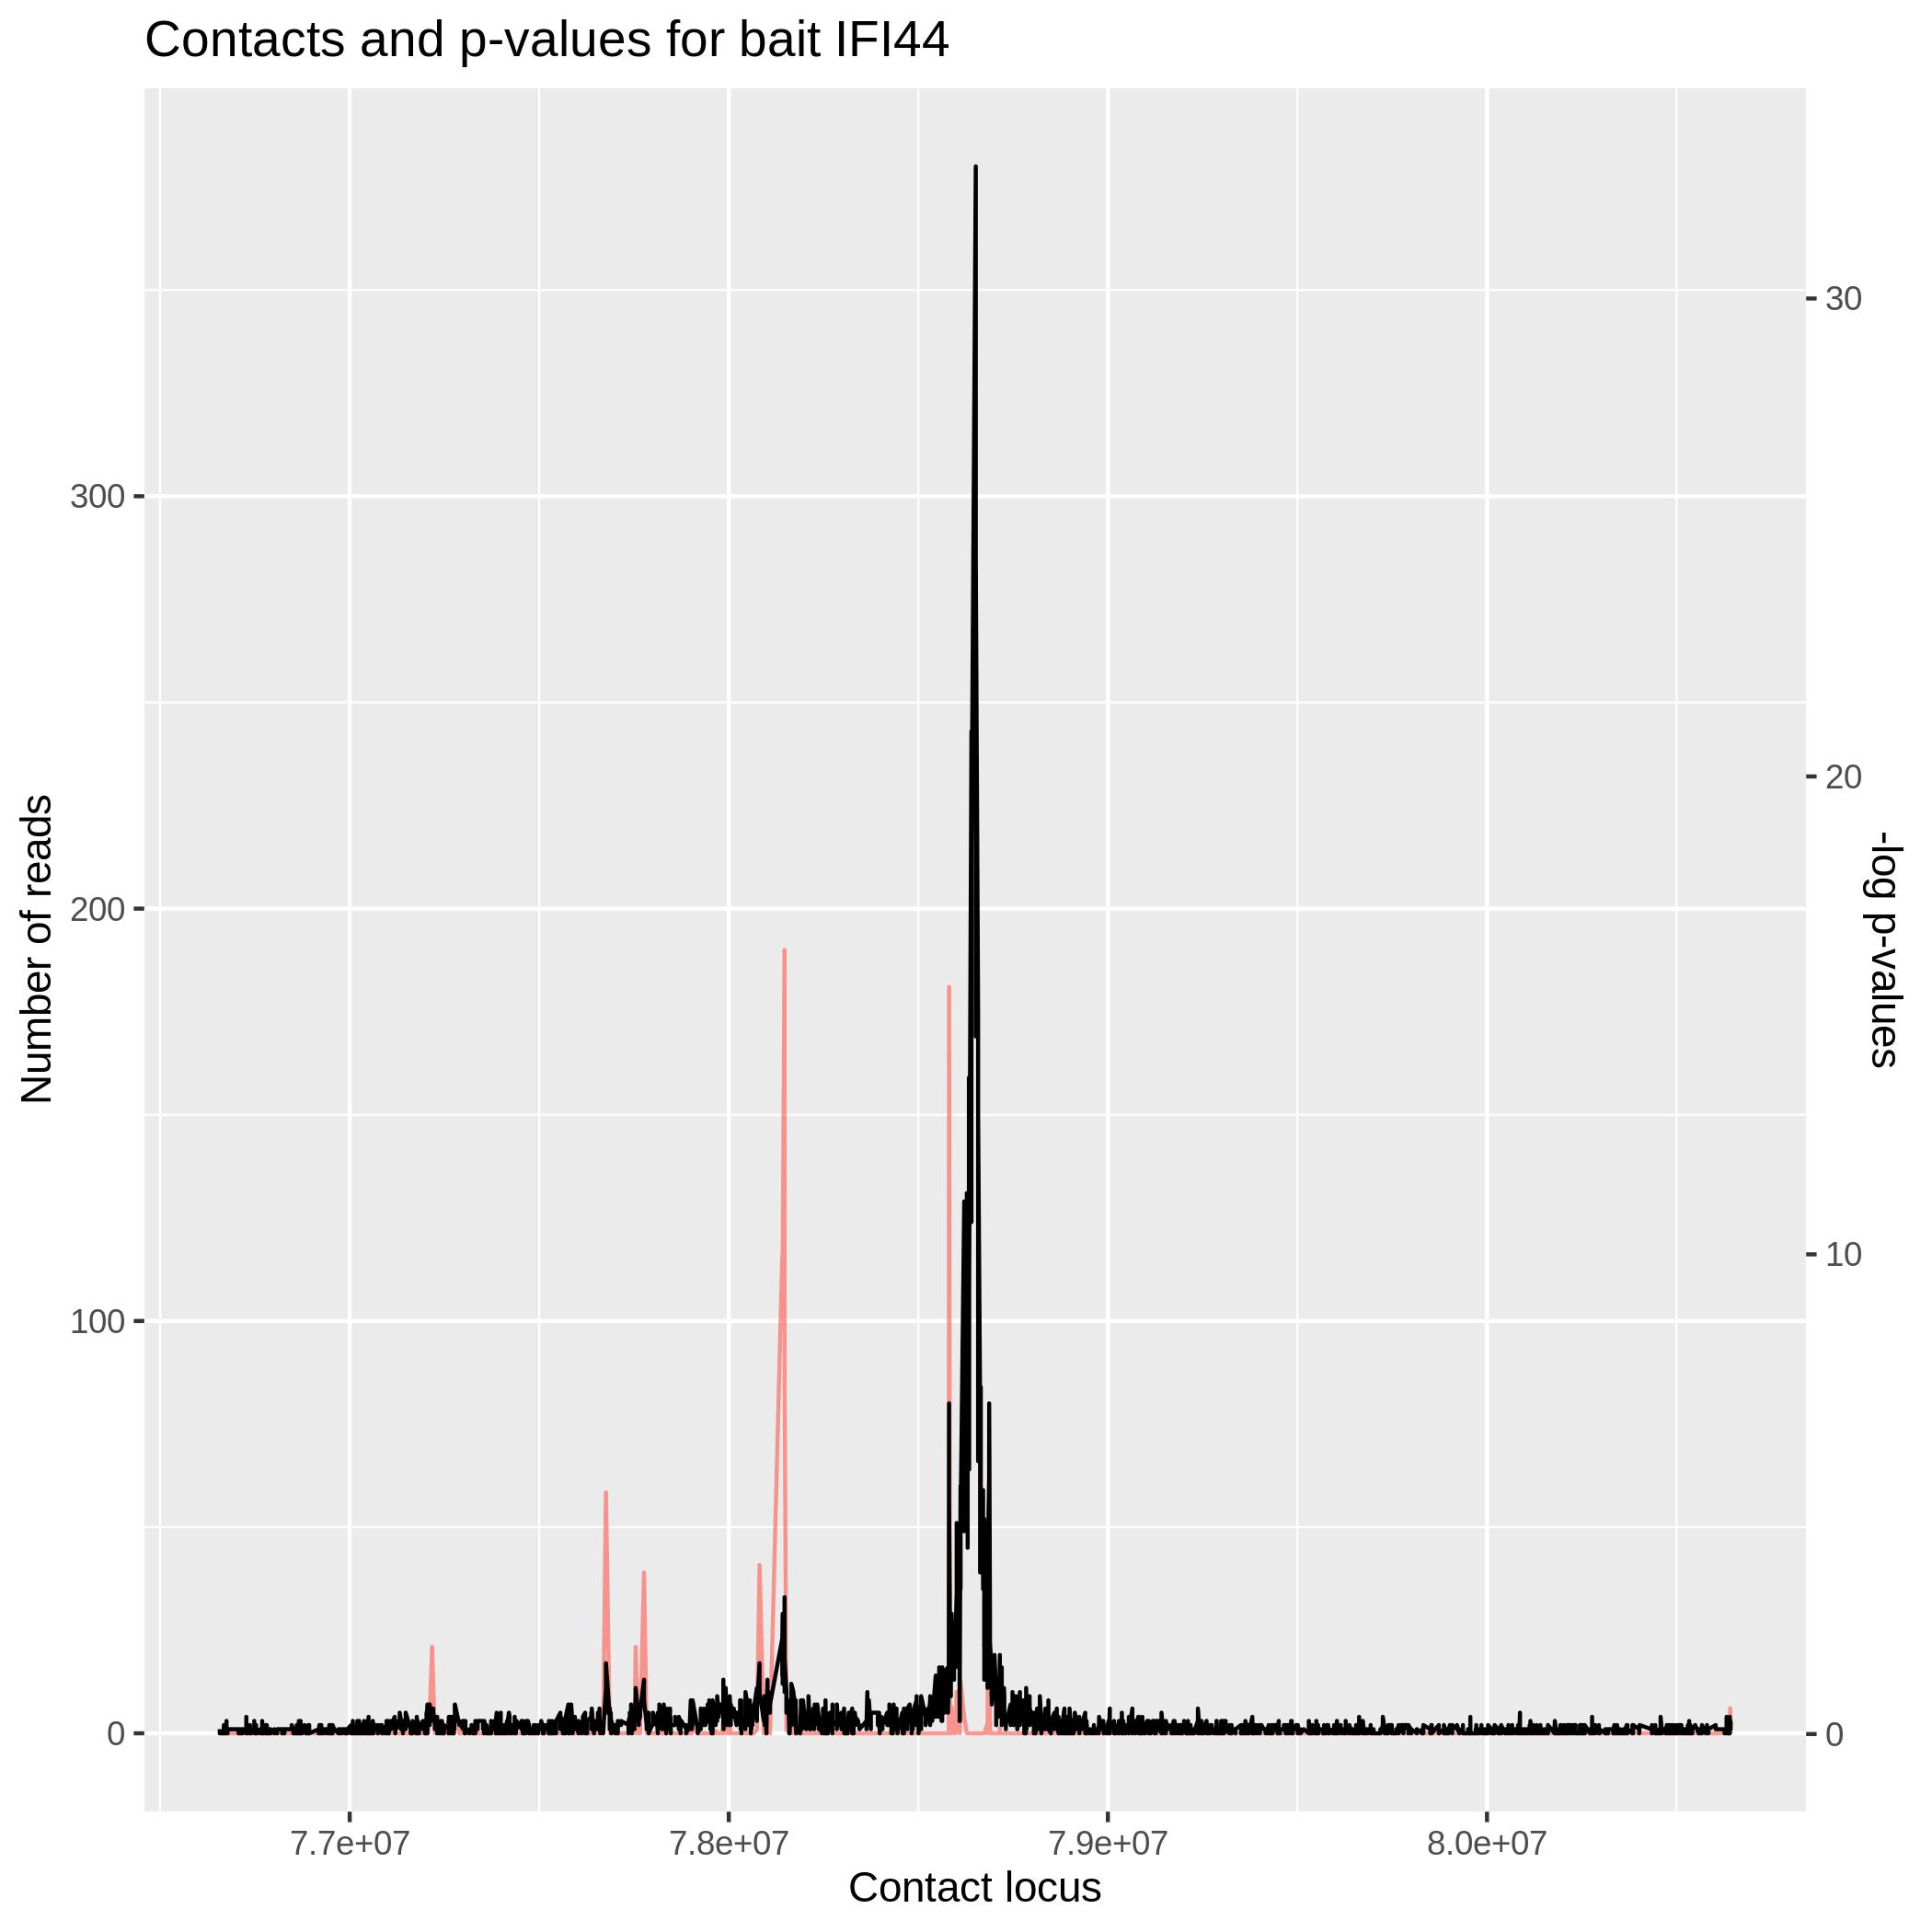 Contacts and p-values for bait IFI44
Number of reads
300
200
100
0
30
20
10
0
-log p-values
7.7e+07
7.8e+07
7.9e+07
8.0e+07
Contact locus